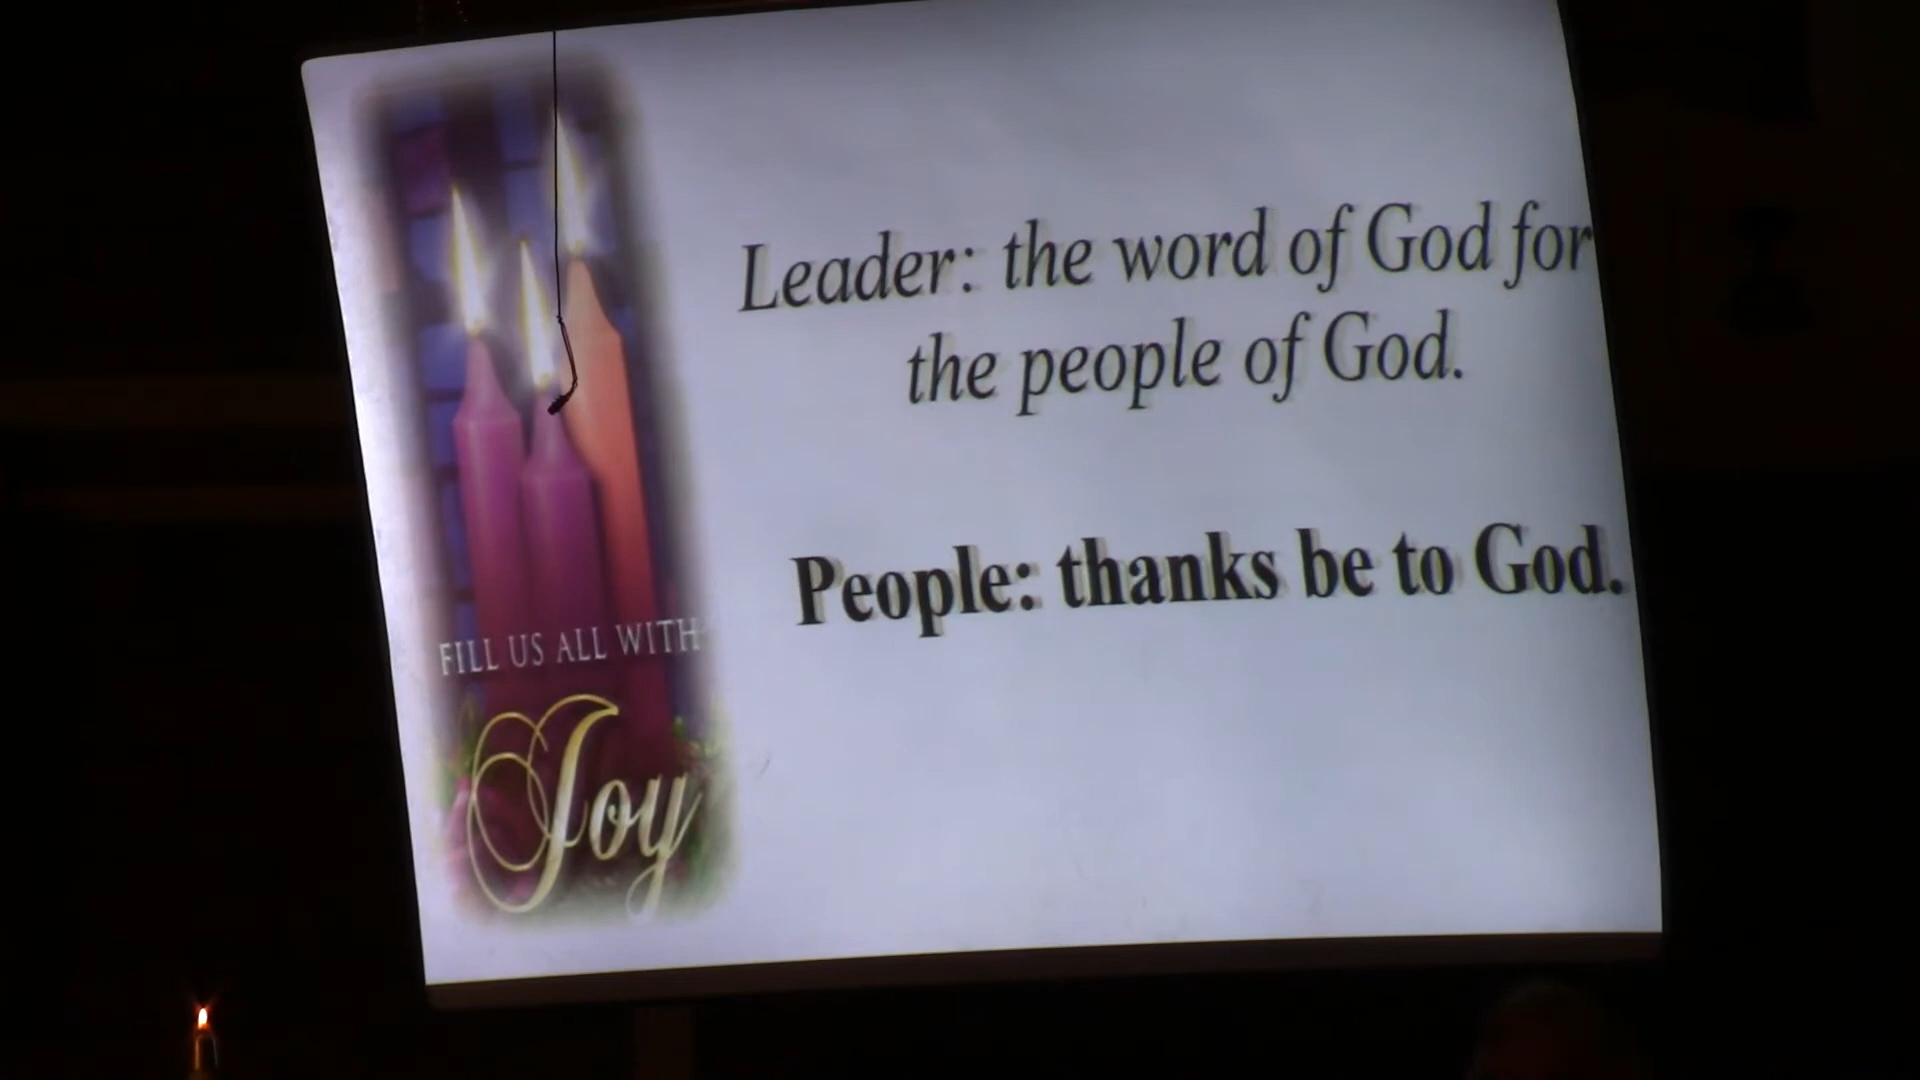 Leader: the word of God for
the people of God.
People: thanks be to God.
FILL US ALL WITH
Joy